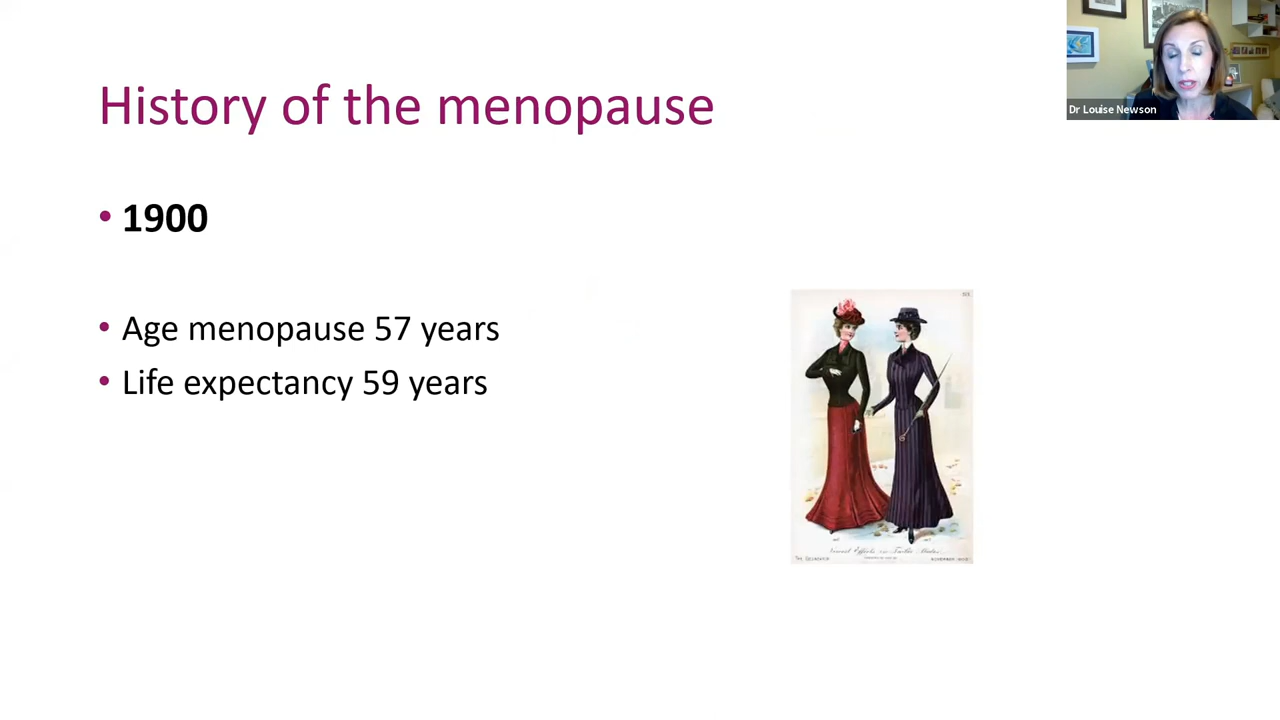 History of the menopause
• 1900
• Age menopause 57 years
• Life expectancy 59 years
Dr Louise Newson